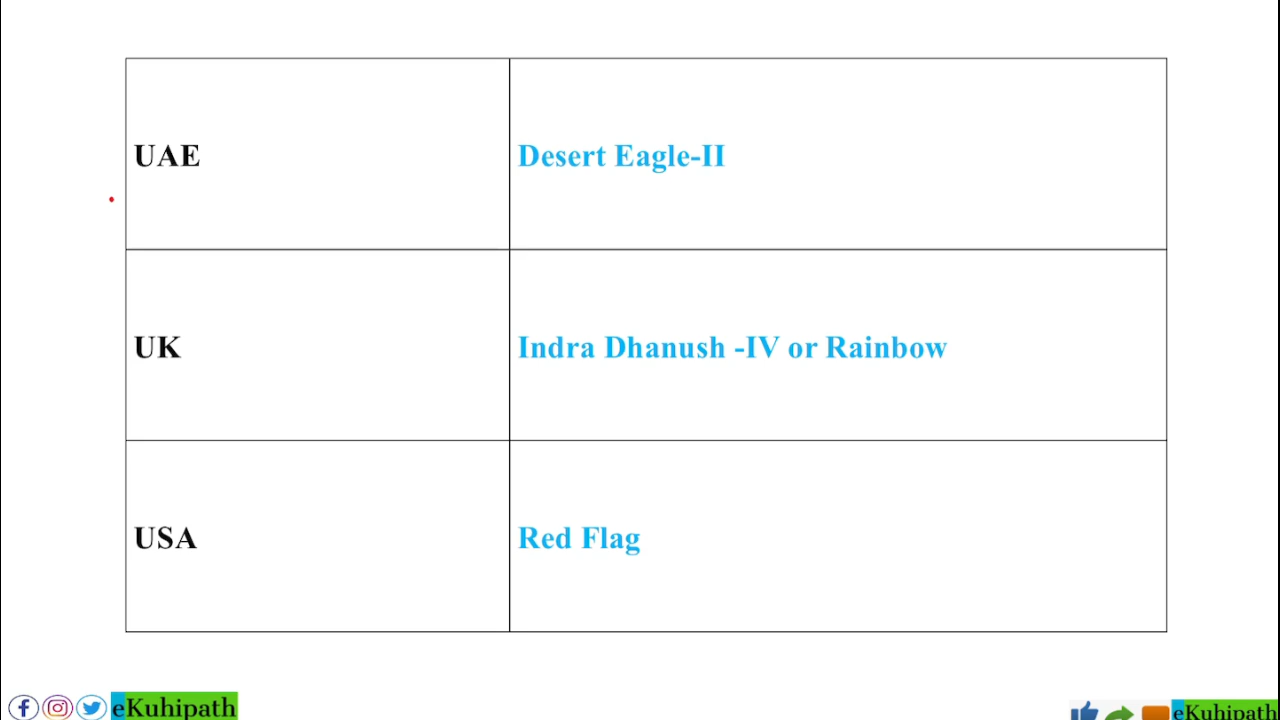 UAE Desert Eagle-II
UK Indra Dhanush -IV or Rainbow
USA Red Flag
eKuhipath eKuhipath